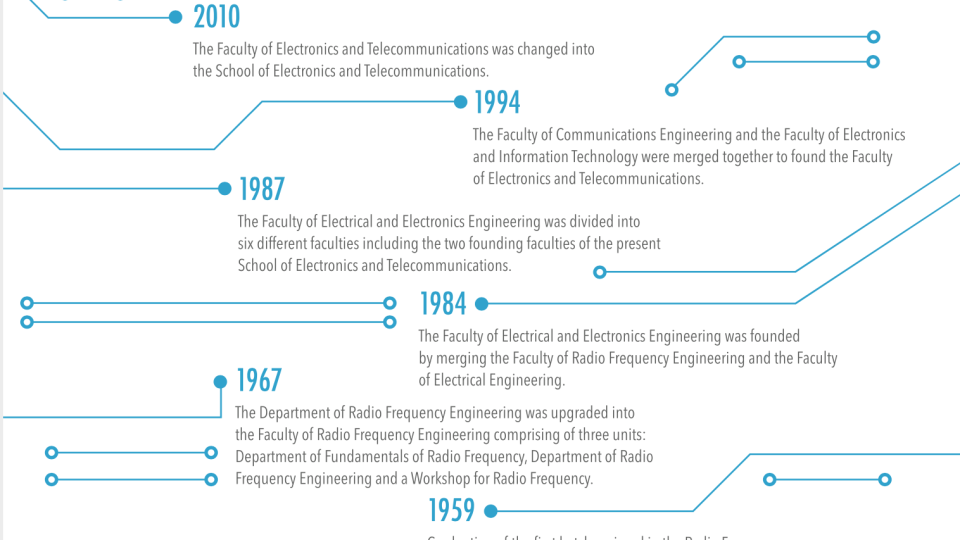 2010
The Faculty of Electronics and Telecommunications was changed into
the School of Electronics and Telecommunications.
1994
The Faculty of Communications Engineering and the Faculty of Electronics
and Information Technology were merged together to found the Faculty
of Electronics and Telecommunications.
1987
The Faculty of Electrical and Electronics Engineering was divided into
six different faculties including the two founding faculties of the present
School of Electronics and Telecommunications.
1984
The Faculty of Electrical and Electronics Engineering was founded
by merging the Faculty of Radio Frequency Engineering and the Faculty
of Electrical Engineering.
1967
The Department of Radio Frequency Engineering was upgraded into
the Faculty of Radio Frequency Engineering comprising of three units:
Department of Fundamentals of Radio Frequency, Department of Radio
Frequency Engineering and a Workshop for Radio Frequency.
1959